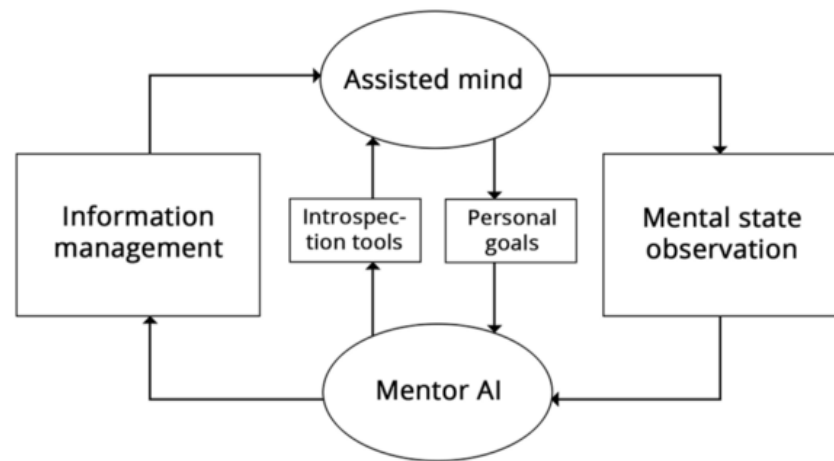 Assisted mind
Information
management
Introspec-
tion tools
Personal
goals
Mental state
observation
Mentor AI